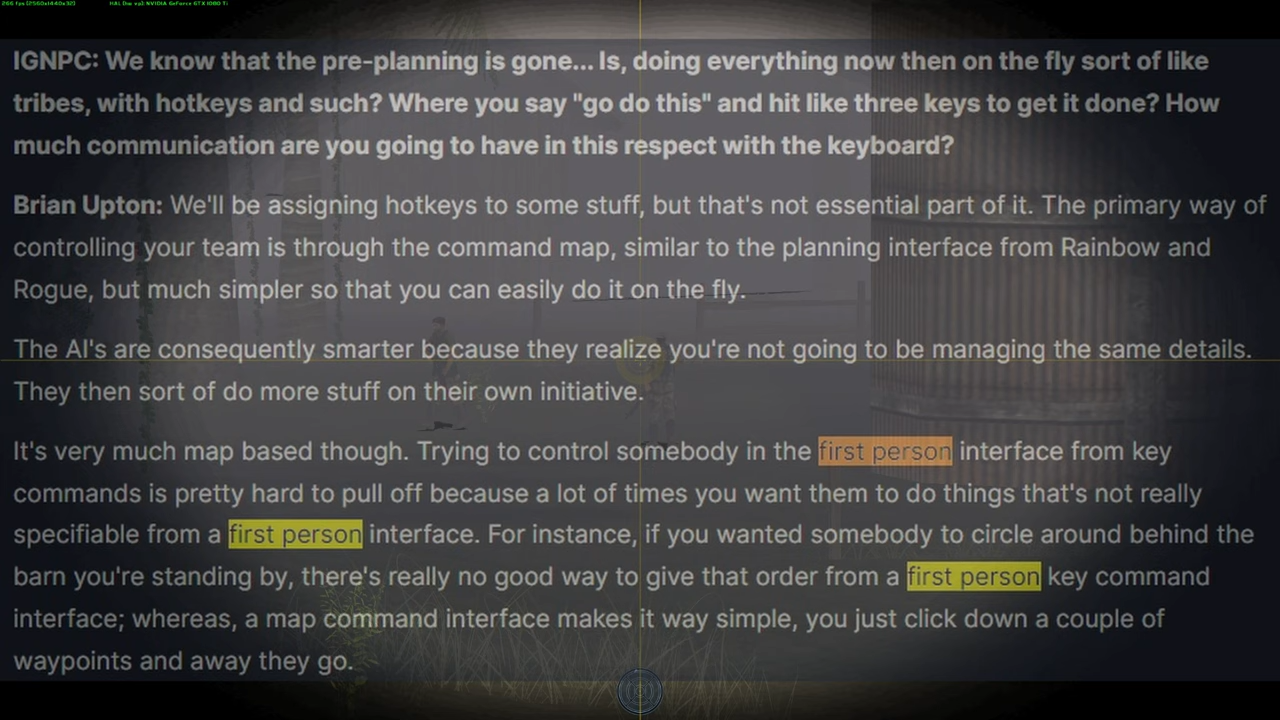 266 fps (2560x1440x32) HAL (hw vp): NVIDIA GeForce GTX 1080 Ti
IGNPC: We know that the pre-planning is gone... Is, doing everything now then on the fly sort of like
tribes, with hotkeys and such? Where you say "go do this" and hit like three keys to get it done? How
much communication are you going to have in this respect with the keyboard?
Brian Upton: We'll be assigning hotkeys to some stuff, but that's not essential part of it. The primary way of
controlling your team is through the command map, similar to the planning interface from Rainbow and
Rogue, but much simpler so that you can easily do it on the fly.
The AI's are consequently smarter because they realize you're not going to be managing the same details.
They then sort of do more stuff on their own initiative.
It's very much map based though. Trying to control somebody in the first person interface from key
commands is pretty hard to pull off because a lot of times you want them to do things that's not really
specifiable from a first person interface. For instance, if you wanted somebody to circle around behind the
barn you're standing by, there's really no good way to give that order from a first person key command
interface; whereas, a map command interface makes it way simple, you just click down a couple of
waypoints and away they go.